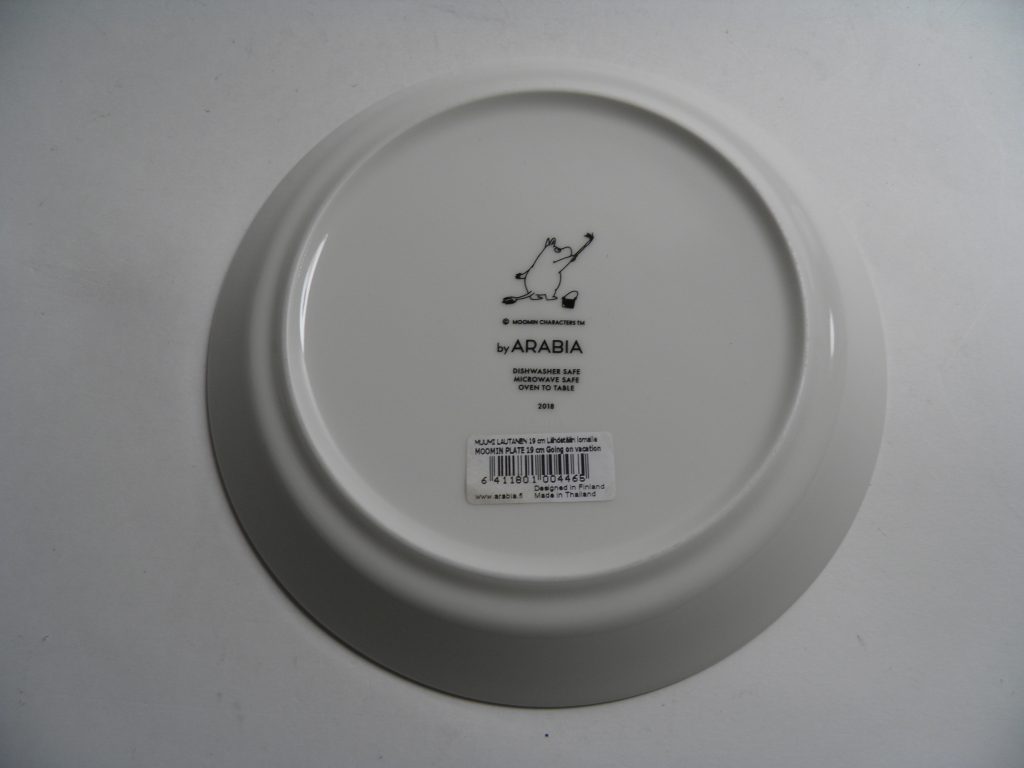 © MOOMIN CHARACTERS TM
by ARABIA
DISHWASHER SAFE
MICROWAVE SAFE
OVEN TO TABLE
2018
MUUMI LAUTANEN 19 cm Lähdetään lomalle
MOOMIN PLATE 19 cm Going on vacation
6 411801 004465
Designed in Finland
www.arabia.fi Made in Thailand